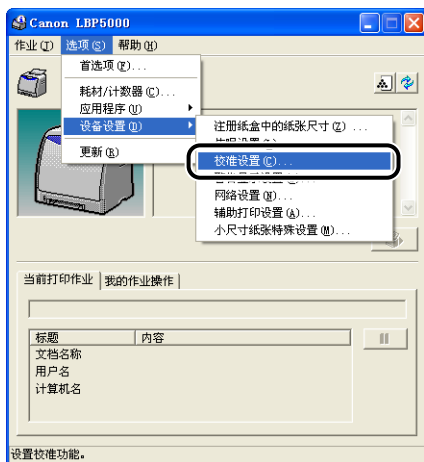 Canon LBP5000
作业(J) 选项(S) 帮助(H)
首选项(P)...
耗材/计数器(C)...
应用程序(U)
设备设置(D)
更新(R)
注册纸盒中的纸张尺寸(Z) ...
校准设置(C)...
网络设置(N)...
辅助打印设置(A)...
小尺寸纸张特殊设置(M)...
当前打印作业 我的作业操作
标题 内容
文档名称
用户名
计算机名
设置校准功能。